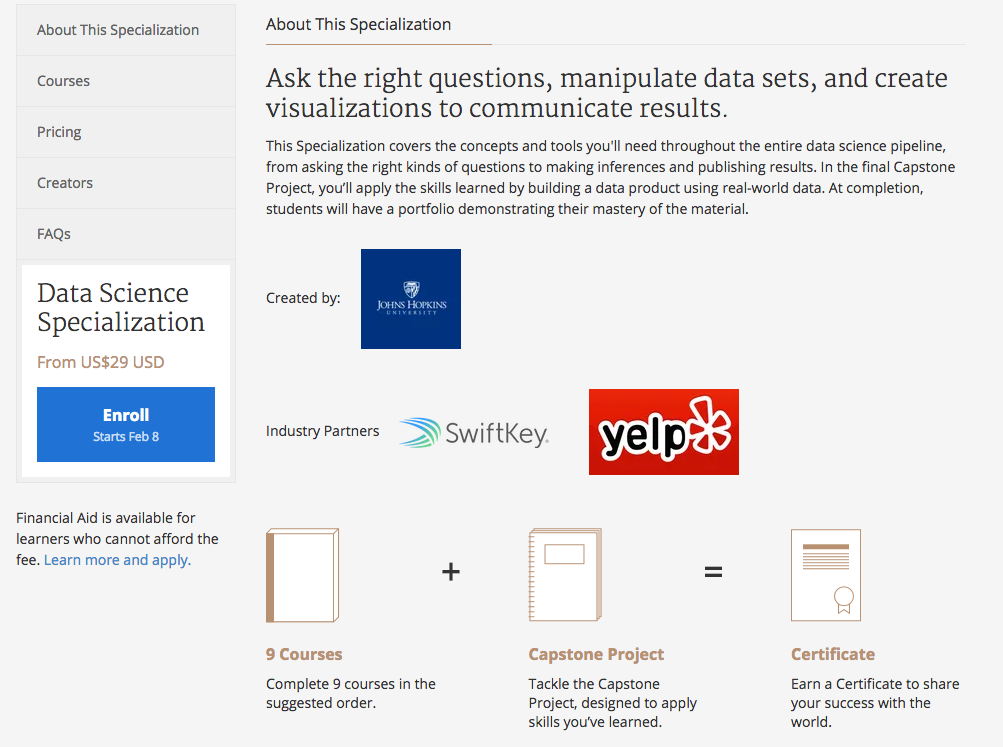 About This Specialization
Courses
Pricing
Creators
FAQs
Data Science
Specialization
From US$29 USD
Enroll
Starts Feb 8
Financial Aid is available for
learners who cannot afford the
fee. Learn more and apply.
About This Specialization
Ask the right questions, manipulate data sets, and create
visualizations to communicate results.
This Specialization covers the concepts and tools you'll need throughout the entire data science pipeline,
from asking the right kinds of questions to making inferences and publishing results. In the final Capstone
Project, you’ll apply the skills learned by building a data product using real-world data. At completion,
students will have a portfolio demonstrating their mastery of the material.
Created by:
JOHNS HOPKINS
UNIVERSITY
Industry Partners
SwiftKey
yelp
+
=
9 Courses
Complete 9 courses in the
suggested order.
Capstone Project
Tackle the Capstone
Project, designed to apply
skills you’ve learned.
Certificate
Earn a Certificate to share
your success with the
world.